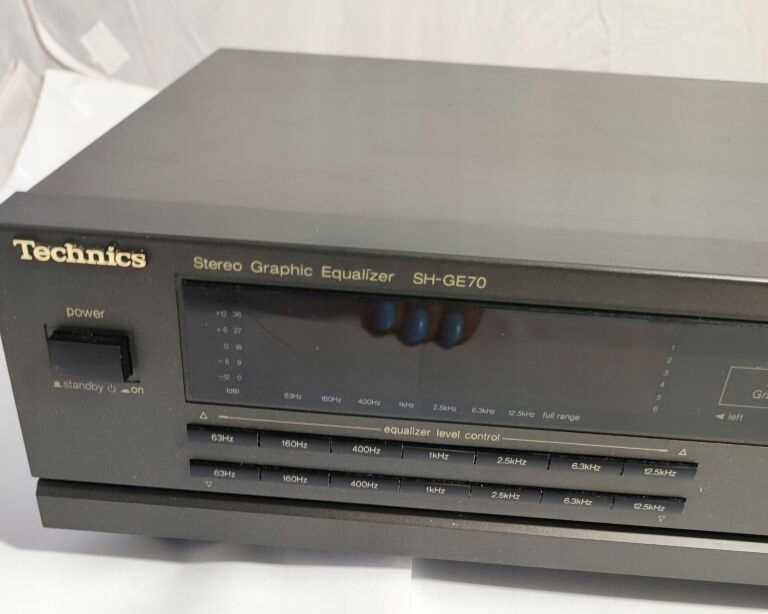 Technics
Stereo Graphic Equalizer SH-GE70
power
standby on
+12 36
+6 27
0 18
-6 9
-12 0
(dB)
63Hz 160Hz 400Hz 1kHz 2.5kHz 6.3kHz 12.5kHz full range
1
2
3
4
5
6
left
equalizer level control
63Hz 160Hz 400Hz 1kHz 2.5kHz 6.3kHz 12.5kHz
63Hz 160Hz 400Hz 1kHz 2.5kHz 6.3kHz 12.5kHz